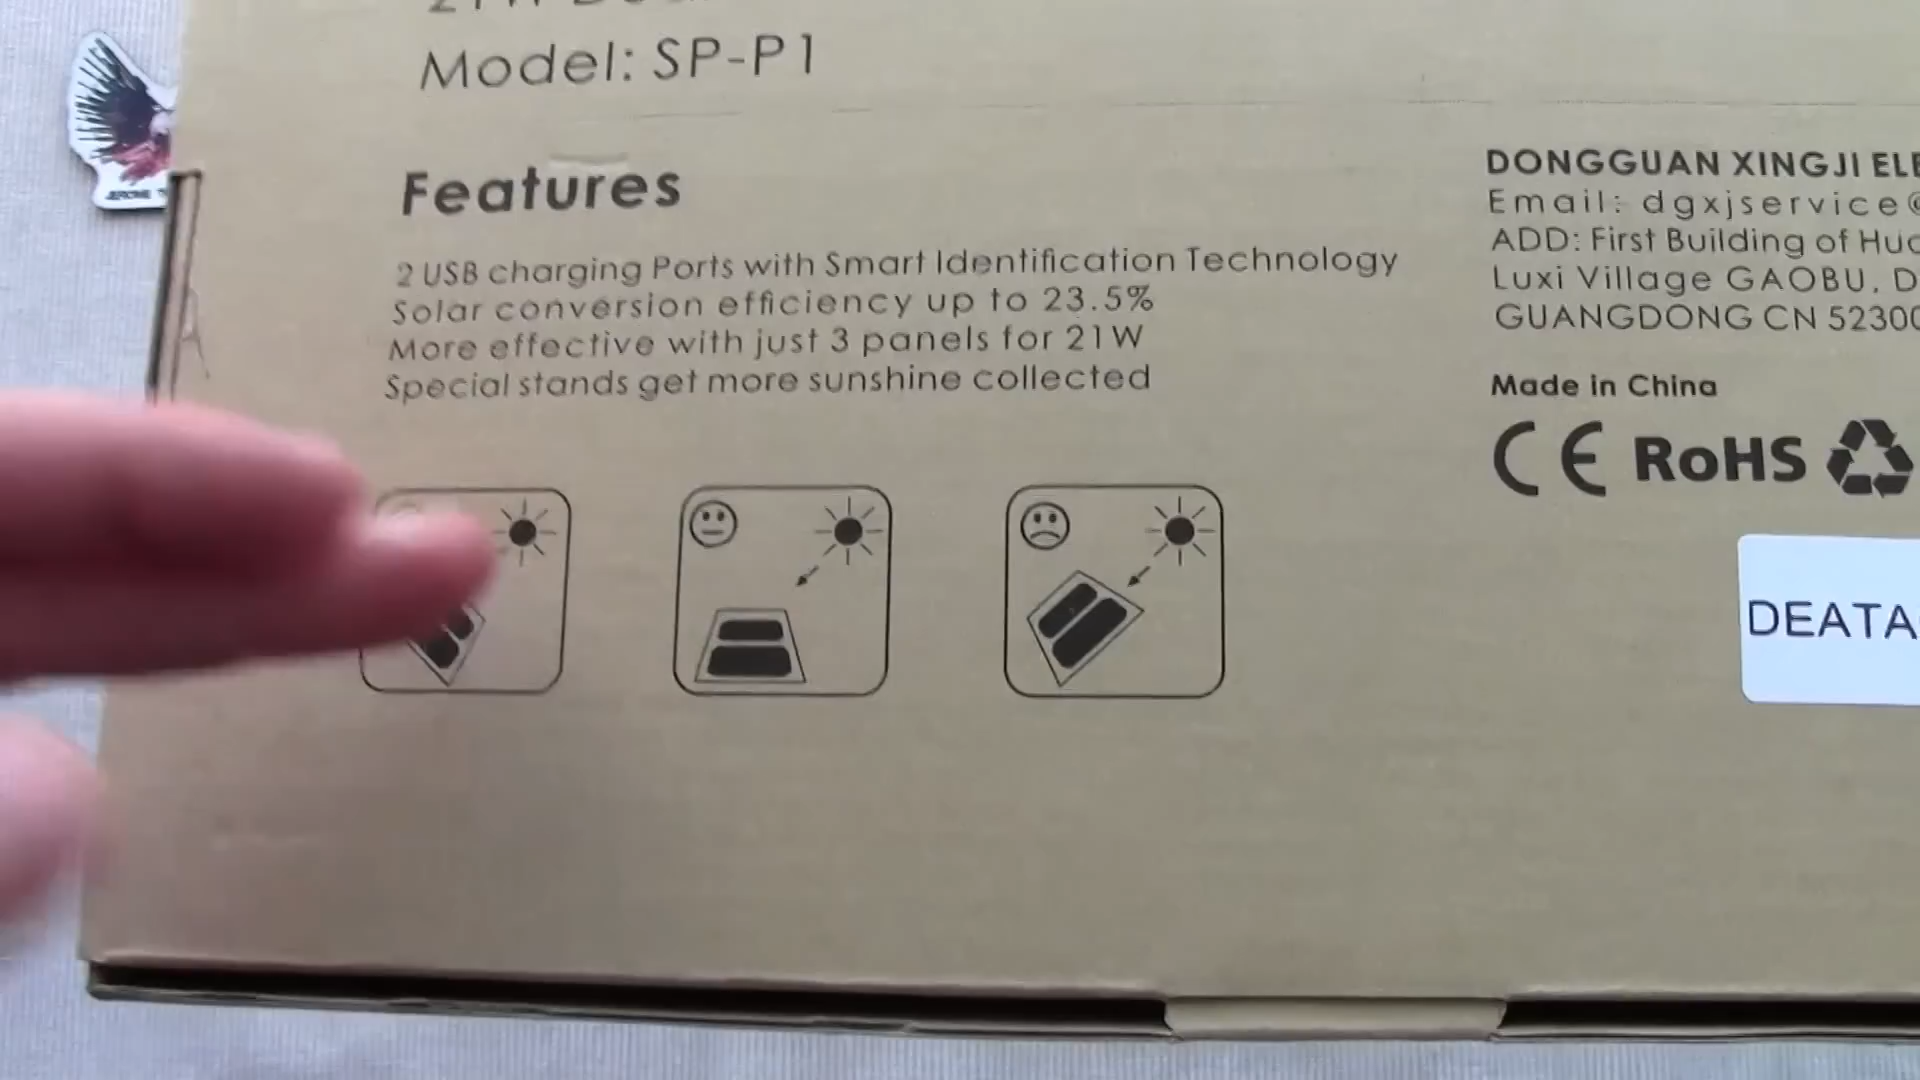 Model: SP-P1
Features
2 USB charging Ports with Smart Identification Technology
Solar conversion efficiency up to 23.5%
More effective with just 3 panels for 21W
Special stands get more sunshine collected
DONGGUAN XINGJI
Email: dgxjservice@
ADD: First Building of
Luxi Village GAOBU,
GUANGDONG CN
Made in China
CE RoHS
DEATA